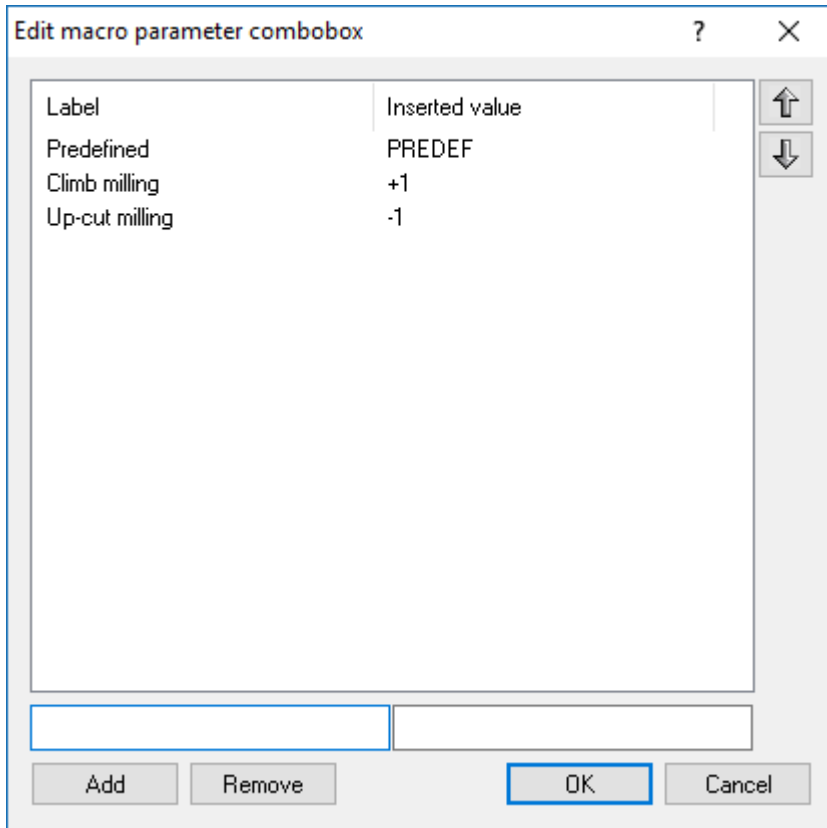 Edit macro parameter combobox ?
Label Inserted value
Predefined PREDEF
Climb milling +1
Up-cut milling -1
Add Remove OK Cancel